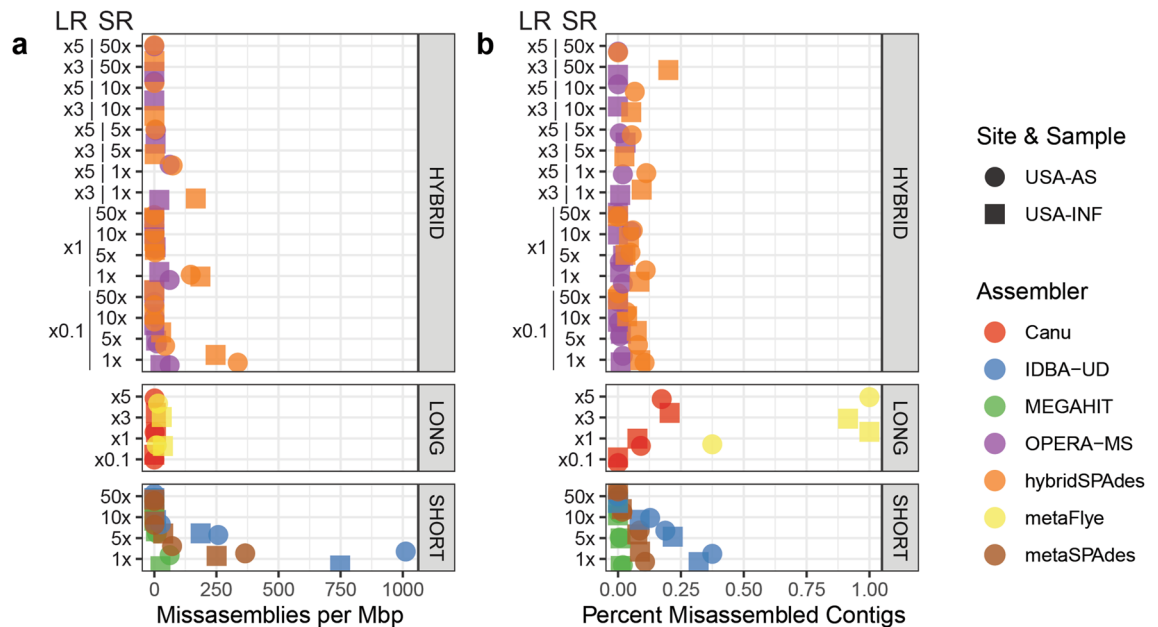 a
LR SR
x5 | 50x
x3 | 50x
x5 | 10x
x3 | 10x
x5 | 5x
x3 | 5x
x5 | 1x
x3 | 1x
x1
50x
10x
5x
1x
x0.1
50x
10x
5x
1x
HYBRID
x5
x3
x1
x0.1
LONG
50x
10x
5x
1x
SHORT
0 250 500 750 1000
Missasemblies per Mbp
b
LR SR
x5 | 50x
x3 | 50x
x5 | 10x
x3 | 10x
x5 | 5x
x3 | 5x
x5 | 1x
x3 | 1x
x1
50x
10x
5x
1x
x0.1
50x
10x
5x
1x
HYBRID
x5
x3
x1
x0.1
LONG
50x
10x
5x
1x
SHORT
0.00 0.25 0.50 0.75 1.00
Percent Misassembled Contigs
Site & Sample
USA-AS
USA-INF
Assembler
Canu
IDBA-UD
MEGAHIT
OPERA-MS
hybridSPAdes
metaFlye
metaSPAdes